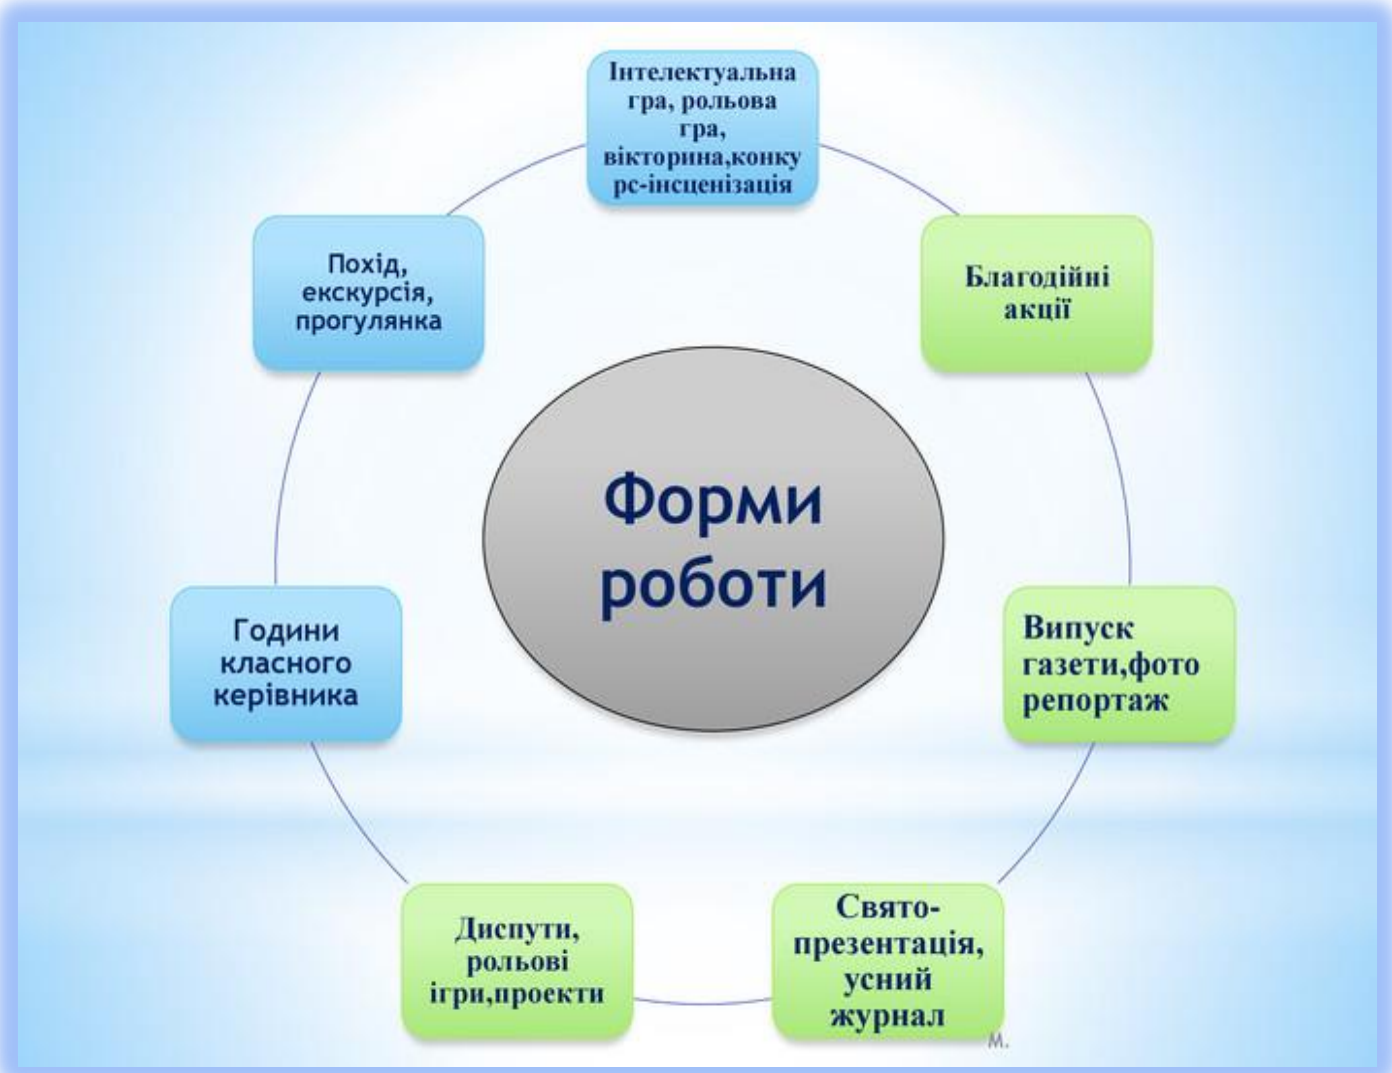 Інтелектуальна
гра, рольова
гра,
вікторина,конку
рс-інсценізація
Благодійні
акції
Випуск
газети,фото
репортаж
Свято-
презентація,
усний
журнал
Диспути,
рольові
ігри,проекти
Години
класного
керівника
Похід,
екскурсія,
прогулянка
Форми
роботи
м.